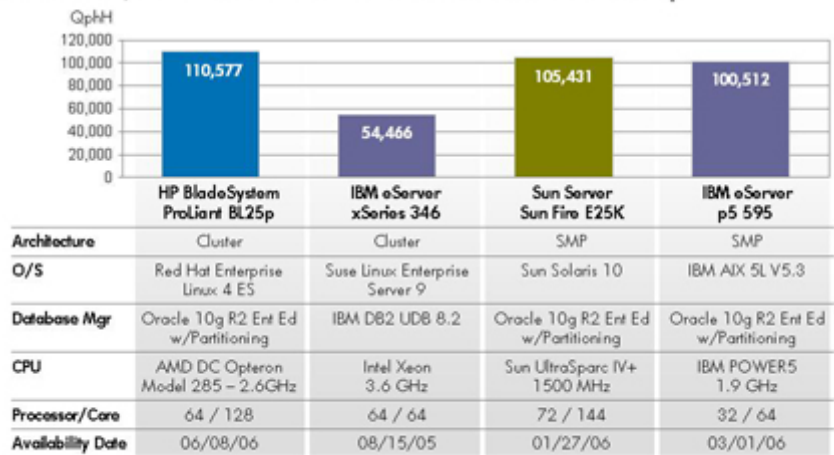 QphH
120,000
100,000
80,000
60,000
40,000
20,000
0
110,577
54,466
105,431
100,512
HP BladeSystem ProLiant BL25p
IBM eServer xSeries 346
Sun Server Sun Fire E25K
IBM eServer p5 595
Architecture Cluster Cluster SMP SMP
O/S Red Hat Enterprise Linux 4 ES Suse Linux Enterprise Server 9 Sun Solaris 10 IBM AIX 5L V5.3
Database Mgr Oracle 10g R2 Ent Ed w/Partitioning IBM DB2 UDB 8.2 Oracle 10g R2 Ent Ed w/Partitioning Oracle 10g R2 Ent Ed w/Partitioning
CPU AMD DC Opteron Model 285 – 2.6GHz Intel Xeon 3.6 GHz Sun UltraSparc IV+ 1500 MHz IBM POWER5 1.9 GHz
Processor/Core 64 / 128 64 / 64 72 / 144 32 / 64
Availability Date 06/08/06 08/15/05 01/27/06 03/01/06